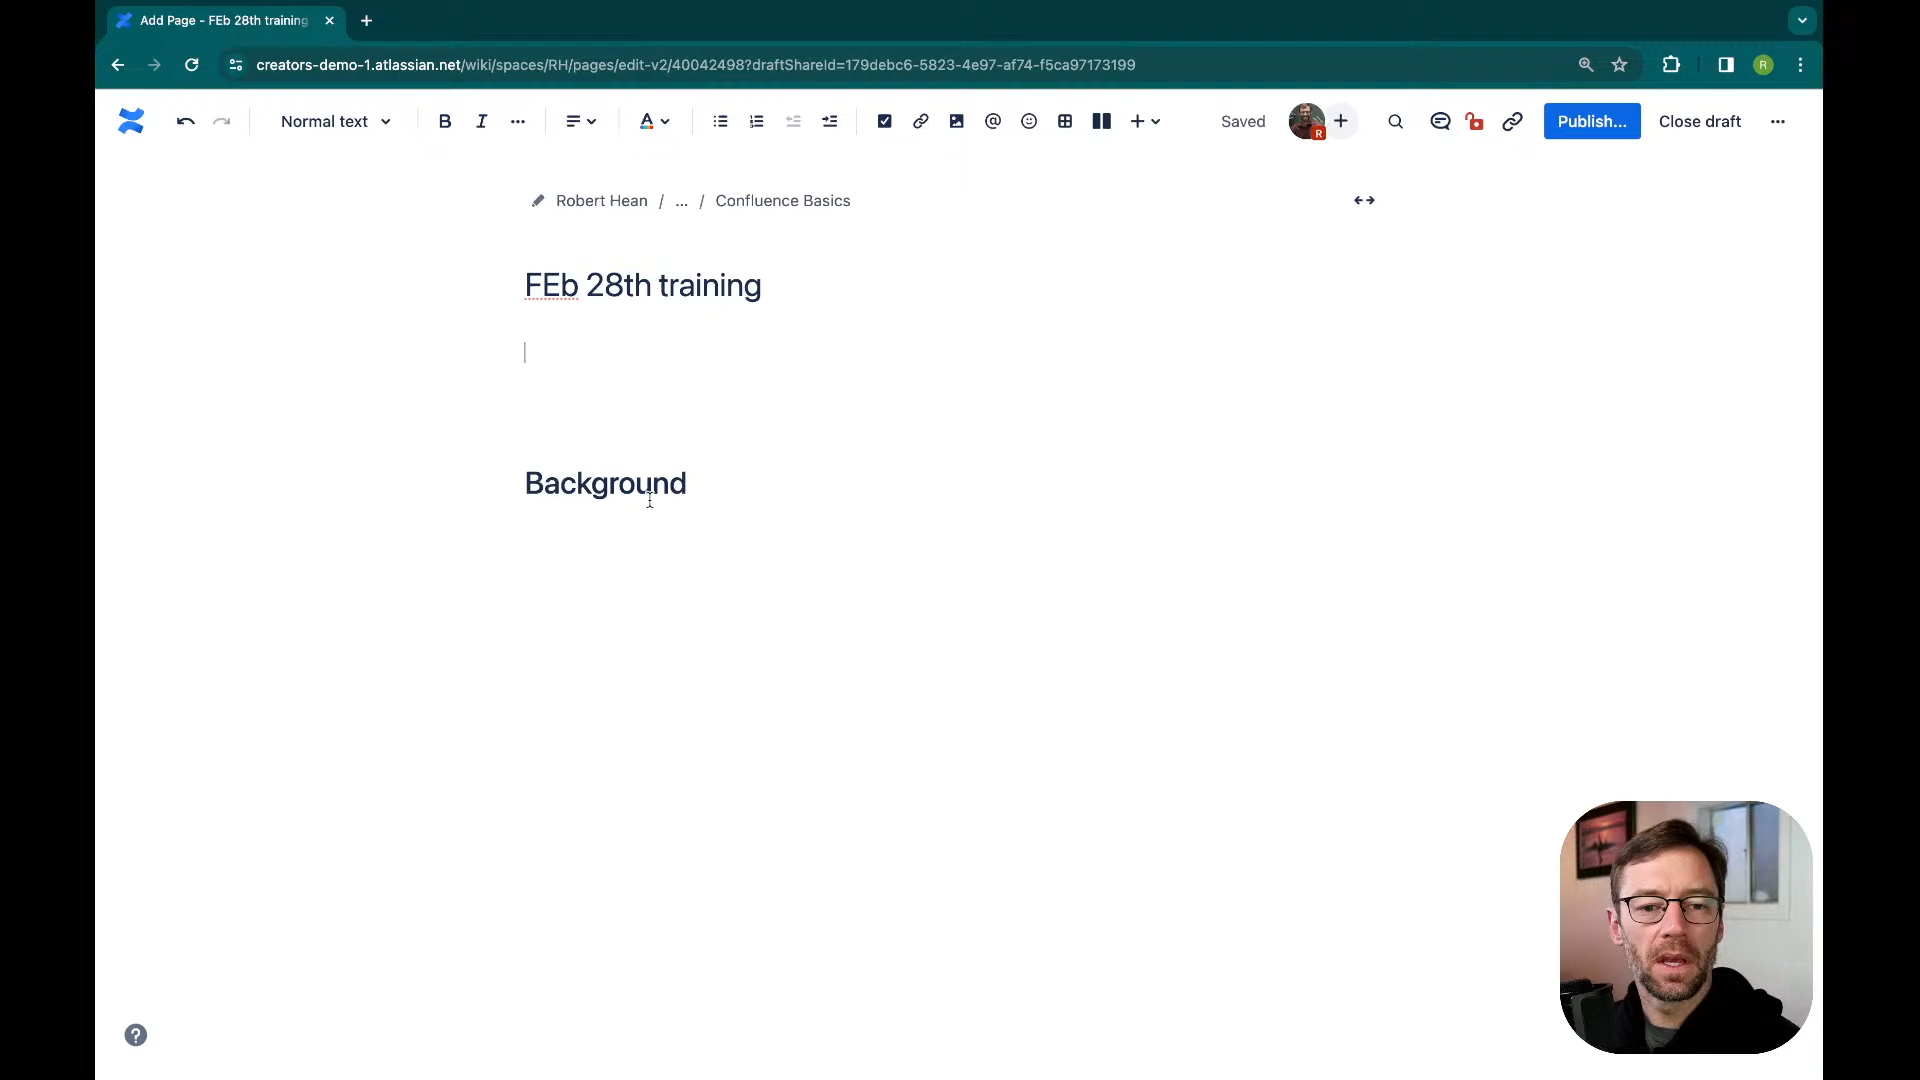 Add Page - FEb 28th training
creators-demo-1.atlassian.net/wiki/spaces/RH/pages/edit-v2/40042498?draftShareId=179debc6-5823-4e97-af74-f5ca97173199
R
Normal text
B
I
A
@
Saved
R
Publish...
Close draft
Robert Hean / ... / Confluence Basics
FEb 28th training
Background
?